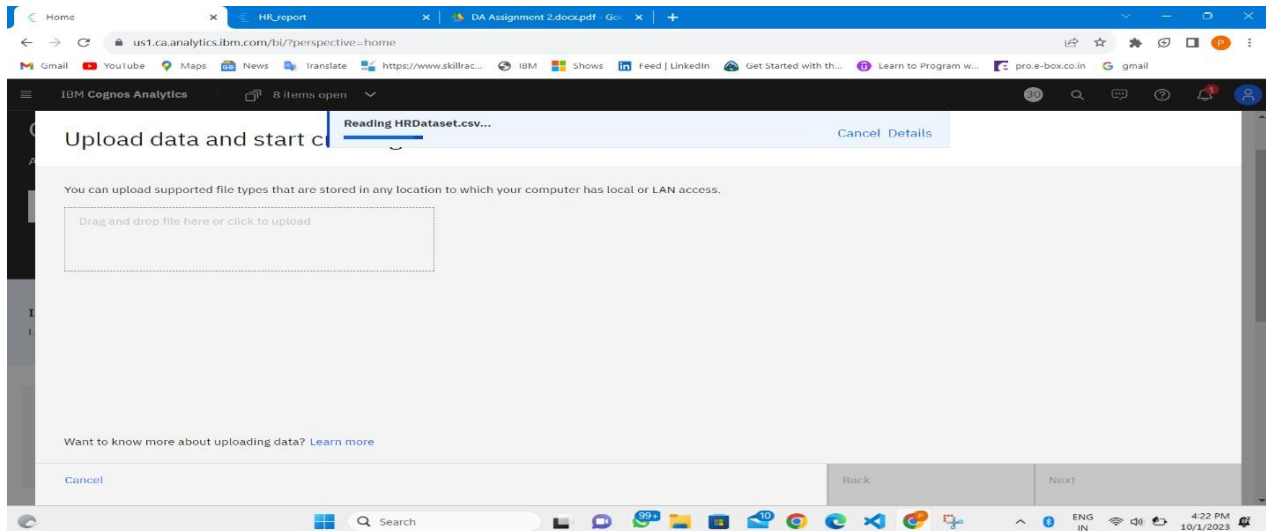 Home
HR_report
DA Assignment 2.docx.pdf - Goo
us1.ca.analytics.ibm.com/bi/?perspective=home
P
Gmail YouTube Maps News Translate https://www.skillrac... IBM Shows Feed | LinkedIn Get Started with th... Learn to Program w... pro.e-box.co.in gmail
IBM Cognos Analytics 8 items open 30 1
Reading HRDataset.csv...
Cancel Details
Upload data and start cr
You can upload supported file types that are stored in any location to which your computer has local or LAN access.
Drag and drop file here or click to upload
Want to know more about uploading data? Learn more
Cancel Back Next
Search 99+ 10 ENG 4:22 PM
IN 10/1/2023